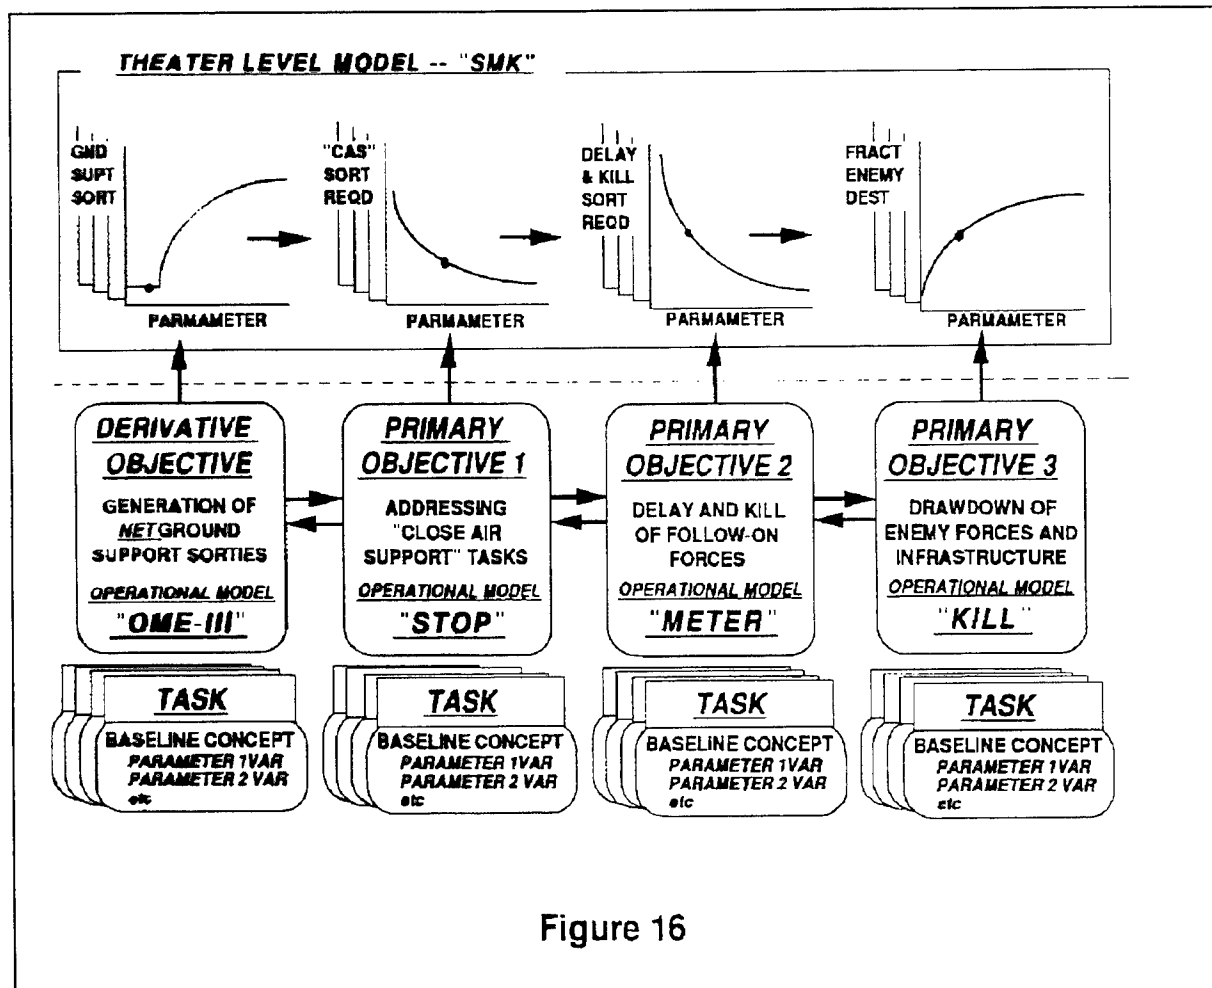 THEATER LEVEL MODEL -- "SMK"
GND
SUPT
SORT
PARMAMETER
"CAS"
SORT
REQD
PARMAMETER
DELAY
& KILL
SORT
REQD
PARMAMETER
FRACT
ENEMY
DEST
PARMAMETER
DERIVATIVE
OBJECTIVE
GENERATION OF
NET GROUND
SUPPORT SORTIES
OPERATIONAL MODEL
"OME-III"
PRIMARY
OBJECTIVE 1
ADDRESSING
"CLOSE AIR
SUPPORT" TASKS
OPERATIONAL MODEL
"STOP"
PRIMARY
OBJECTIVE 2
DELAY AND KILL
OF FOLLOW-ON
FORCES
OPERATIONAL MODEL
"METER"
PRIMARY
OBJECTIVE 3
DRAWDOWN OF
ENEMY FORCES AND
INFRASTRUCTURE
OPERATIONAL MODEL
"KILL"
TASK
BASELINE CONCEPT
PARAMETER 1VAR
PARAMETER 2 VAR
etc
TASK
BASELINE CONCEPT
PARAMETER 1VAR
PARAMETER 2 VAR
etc
TASK
BASELINE CONCEPT
PARAMETER 1VAR
PARAMETER 2 VAR
etc
TASK
BASELINE CONCEPT
PARAMETER 1VAR
PARAMETER 2 VAR
etc
Figure 16